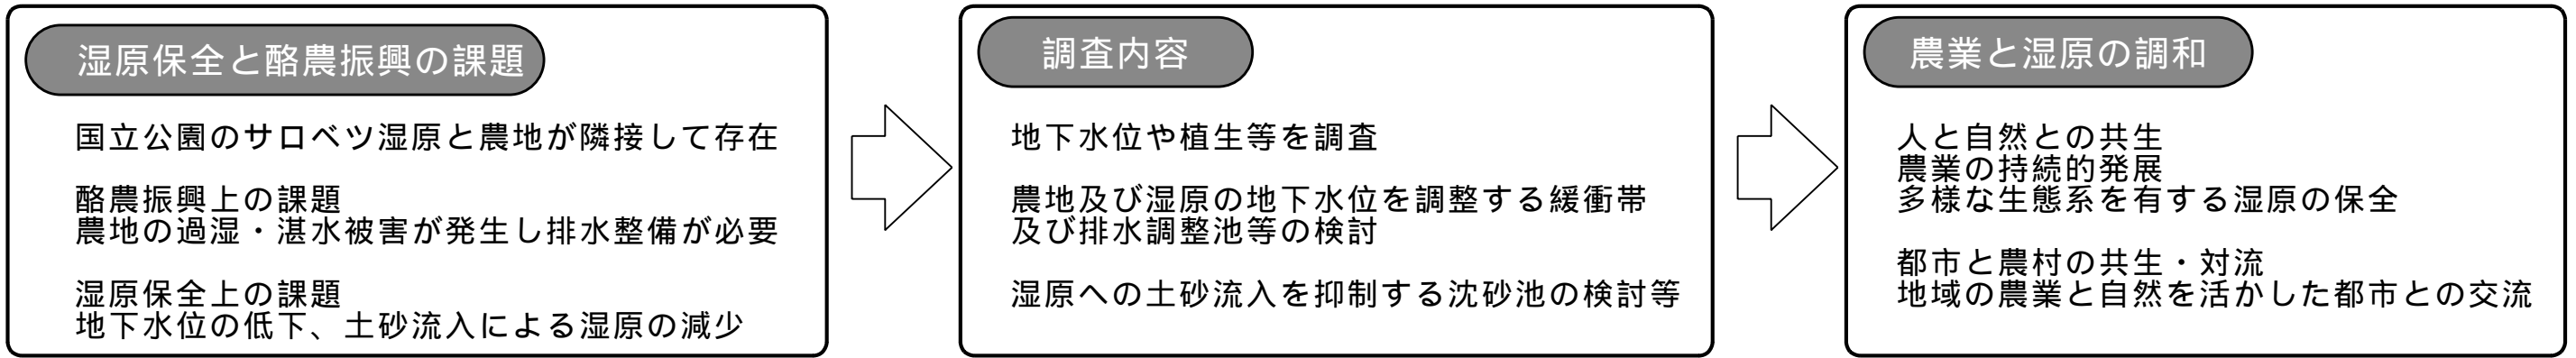 湿原保全と酪農振興の課題
国立公園のサロベツ湿原と農地が隣接して存在
酪農振興上の課題
農地の過湿・湛水被害が発生し排水整備が必要
湿原保全上の課題
地下水位の低下、土砂流入による湿原の減少
調査内容
地下水位や植生等を調査
農地及び湿原の地下水位を調整する緩衝帯
及び排水調整池等の検討
湿原への土砂流入を抑制する沈砂池の検討等
農業と湿原の調和
人と自然との共生
農業の持続的発展
多様な生態系を有する湿原の保全
都市と農村の共生・対流
地域の農業と自然を活かした都市との交流